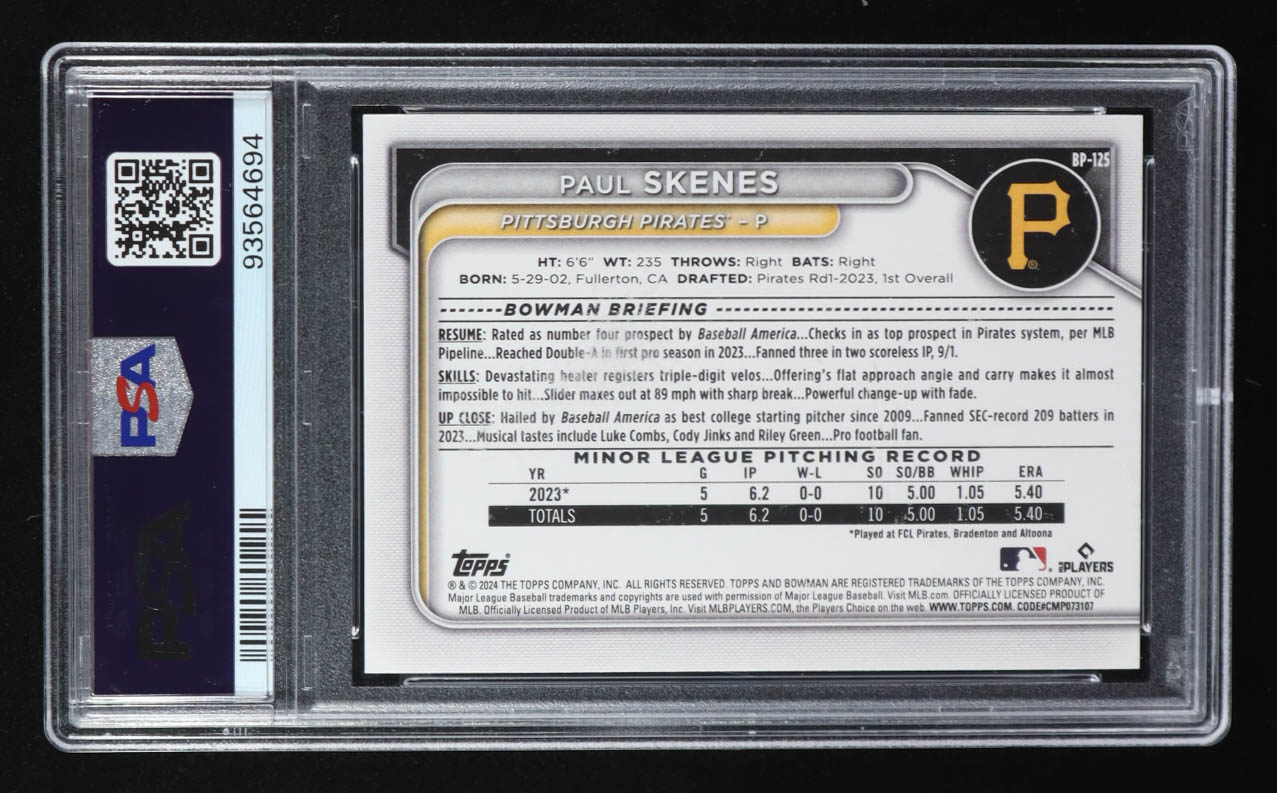 93564694
PSA
PSA
BP-125
PAUL SKENES
PITTSBURGH PIRATES® – P
P
HT: 6'6" WT: 235 THROWS: Right BATS: Right
BORN: 5-29-02, Fullerton, CA DRAFTED: Pirates Rd1-2023, 1st Overall
BOWMAN BRIEFING
RESUME: Rated as number four prospect by Baseball America...Checks in as top prospect in Pirates system, per MLB
Pipeline...Reached Double-A in first pro season in 2023...Fanned three in two scoreless IP, 9/1.
SKILLS: Devastating heater registers triple-digit velos...Offering's flat approach angle and carry makes it almost
impossible to hit...Slider maxes out at 89 mph with sharp break...Powerful change-up with fade.
UP CLOSE: Hailed by Baseball America as best college starting pitcher since 2009...Fanned SEC-record 209 batters in
2023...Musical tastes include Luke Combs, Cody Jinks and Riley Green...Pro football fan.
MINOR LEAGUE PITCHING RECORD
YR G IP W-L SO SO/BB WHIP ERA
2023* 5 6.2 0-0 10 5.00 1.05 5.40
TOTALS 5 6.2 0-0 10 5.00 1.05 5.40
*Played at FCL Pirates, Bradenton and Altoona
Topps®
MLB PLAYERS
® & © 2024 THE TOPPS COMPANY, INC. ALL RIGHTS RESERVED. TOPPS AND BOWMAN ARE REGISTERED TRADEMARKS OF THE TOPPS COMPANY, INC.
Major League Baseball trademarks and copyrights are used with permission of Major League Baseball. Visit MLB.com. OFFICIALLY LICENSED PRODUCT OF
MLB. Officially Licensed Product of MLB Players, Inc. Visit MLBPLAYERS.COM, the Players Choice on the web. WWW.TOPPS.COM. CODE#CMP073107